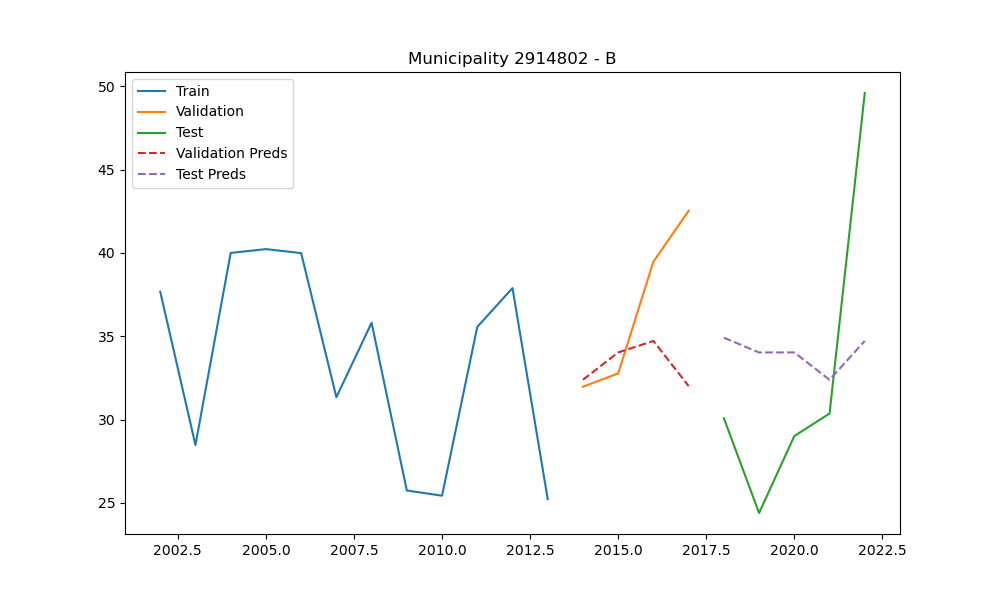 Municipality 2914802 - B
Train
Validation
Test
Validation Preds
Test Preds
50
45
40
35
30
25
2002.5 2005.0 2007.5 2010.0 2012.5 2015.0 2017.5 2020.0 2022.5